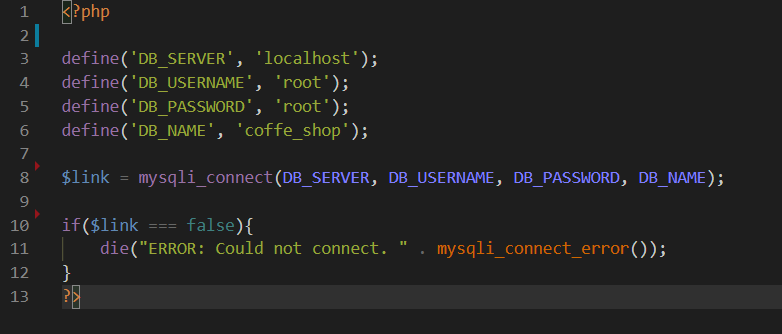 1 <?php
2
3 define('DB_SERVER', 'localhost');
4 define('DB_USERNAME', 'root');
5 define('DB_PASSWORD', 'root');
6 define('DB_NAME', 'coffe_shop');
7
8 $link = mysqli_connect(DB_SERVER, DB_USERNAME, DB_PASSWORD, DB_NAME);
9
10 if($link === false){
11     die("ERROR: Could not connect. " . mysqli_connect_error());
12 }
13 ?>